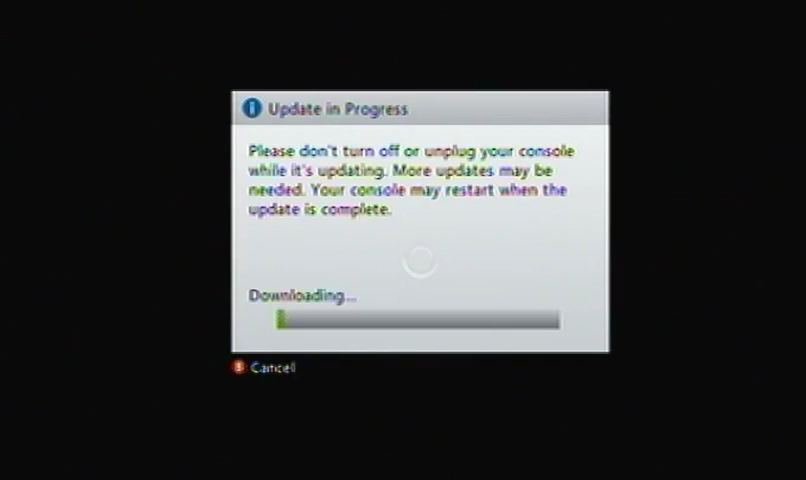 Update in Progress
Please don't turn off or unplug your console
while it's updating. More updates may be
needed. Your console may restart when the
update is complete.
Downloading...
B Cancel